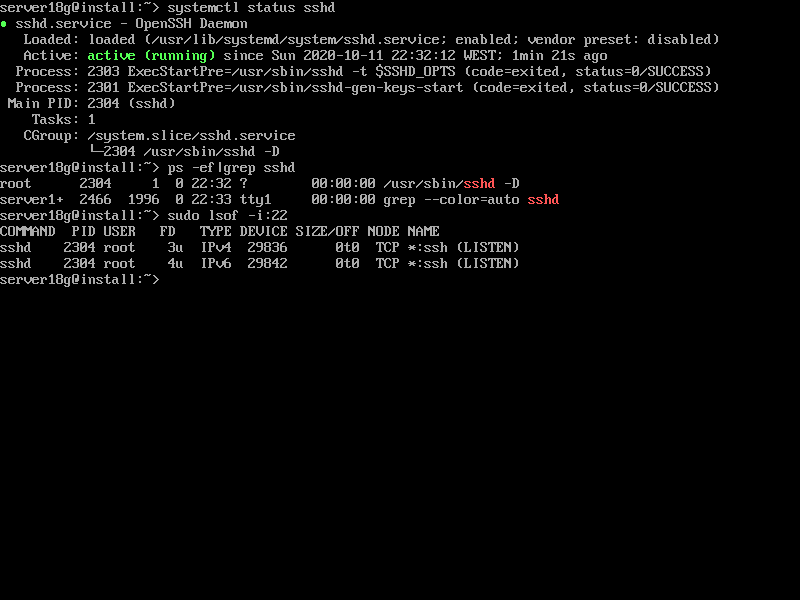 server18g@install:~> systemctl status sshd
● sshd.service - OpenSSH Daemon
   Loaded: loaded (/usr/lib/systemd/system/sshd.service; enabled; vendor preset: disabled)
   Active: active (running) since Sun 2020-10-11 22:32:12 WEST; 1min 21s ago
  Process: 2303 ExecStartPre=/usr/sbin/sshd -t $SSHD_OPTS (code=exited, status=0/SUCCESS)
  Process: 2301 ExecStartPre=/usr/sbin/sshd-gen-keys-start (code=exited, status=0/SUCCESS)
 Main PID: 2304 (sshd)
    Tasks: 1
   CGroup: /system.slice/sshd.service
           └─2304 /usr/sbin/sshd -D
server18g@install:~> ps -ef|grep sshd
root      2304     1  0 22:32 ?        00:00:00 /usr/sbin/sshd -D
server1+  2466  1996  0 22:33 tty1     00:00:00 grep --color=auto sshd
server18g@install:~> sudo lsof -i:22
COMMAND  PID USER   FD   TYPE DEVICE SIZE/OFF NODE NAME
sshd    2304 root    3u  IPv4  29836      0t0  TCP *:ssh (LISTEN)
sshd    2304 root    4u  IPv6  29842      0t0  TCP *:ssh (LISTEN)
server18g@install:~>